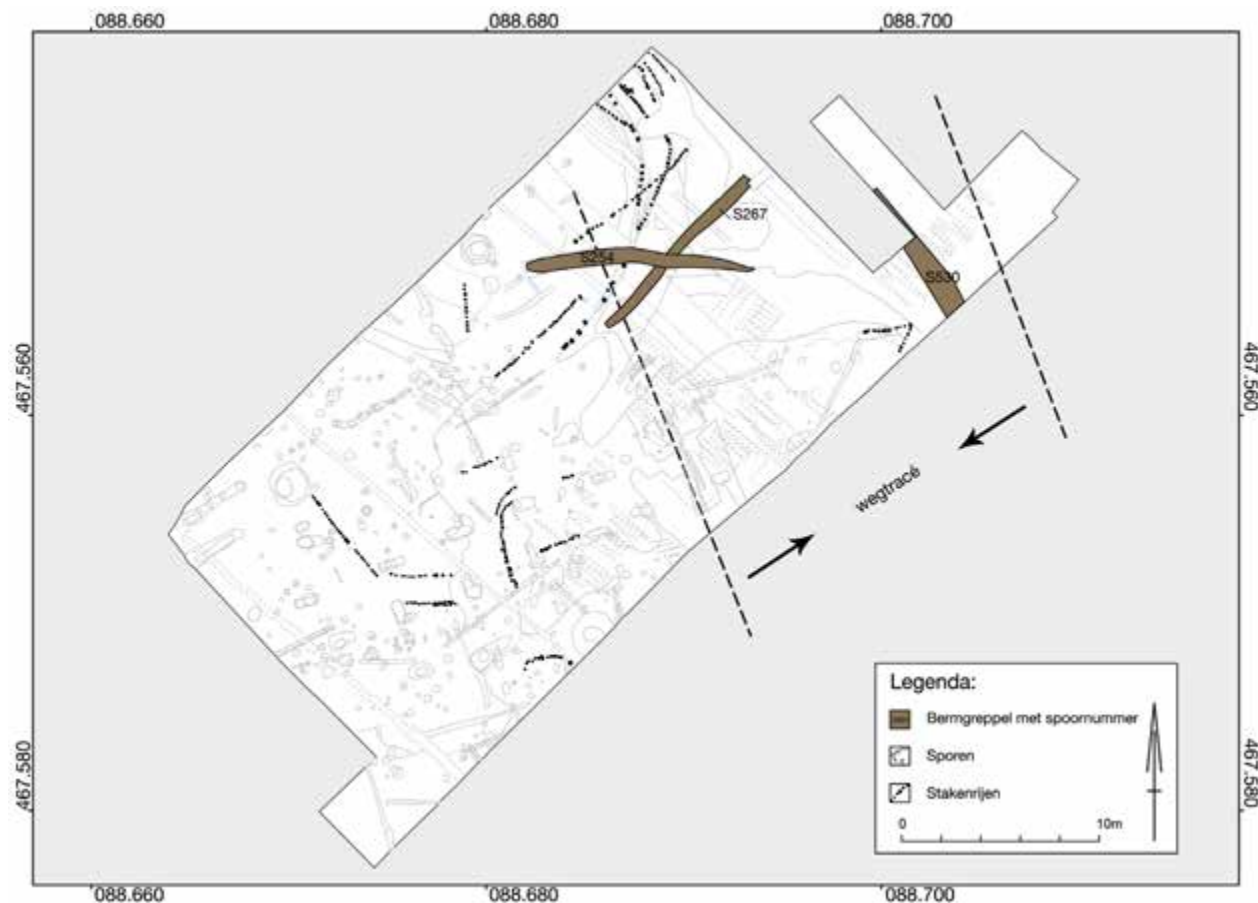 088.660
088.680
088.700
S267
S254
S530
467.560
467.560
wegtracé
Legenda:
Bermgreppel met spoornummer
Sporen
Stakenrijen
0
10m
467.580
467.580
088.660
088.680
088.700